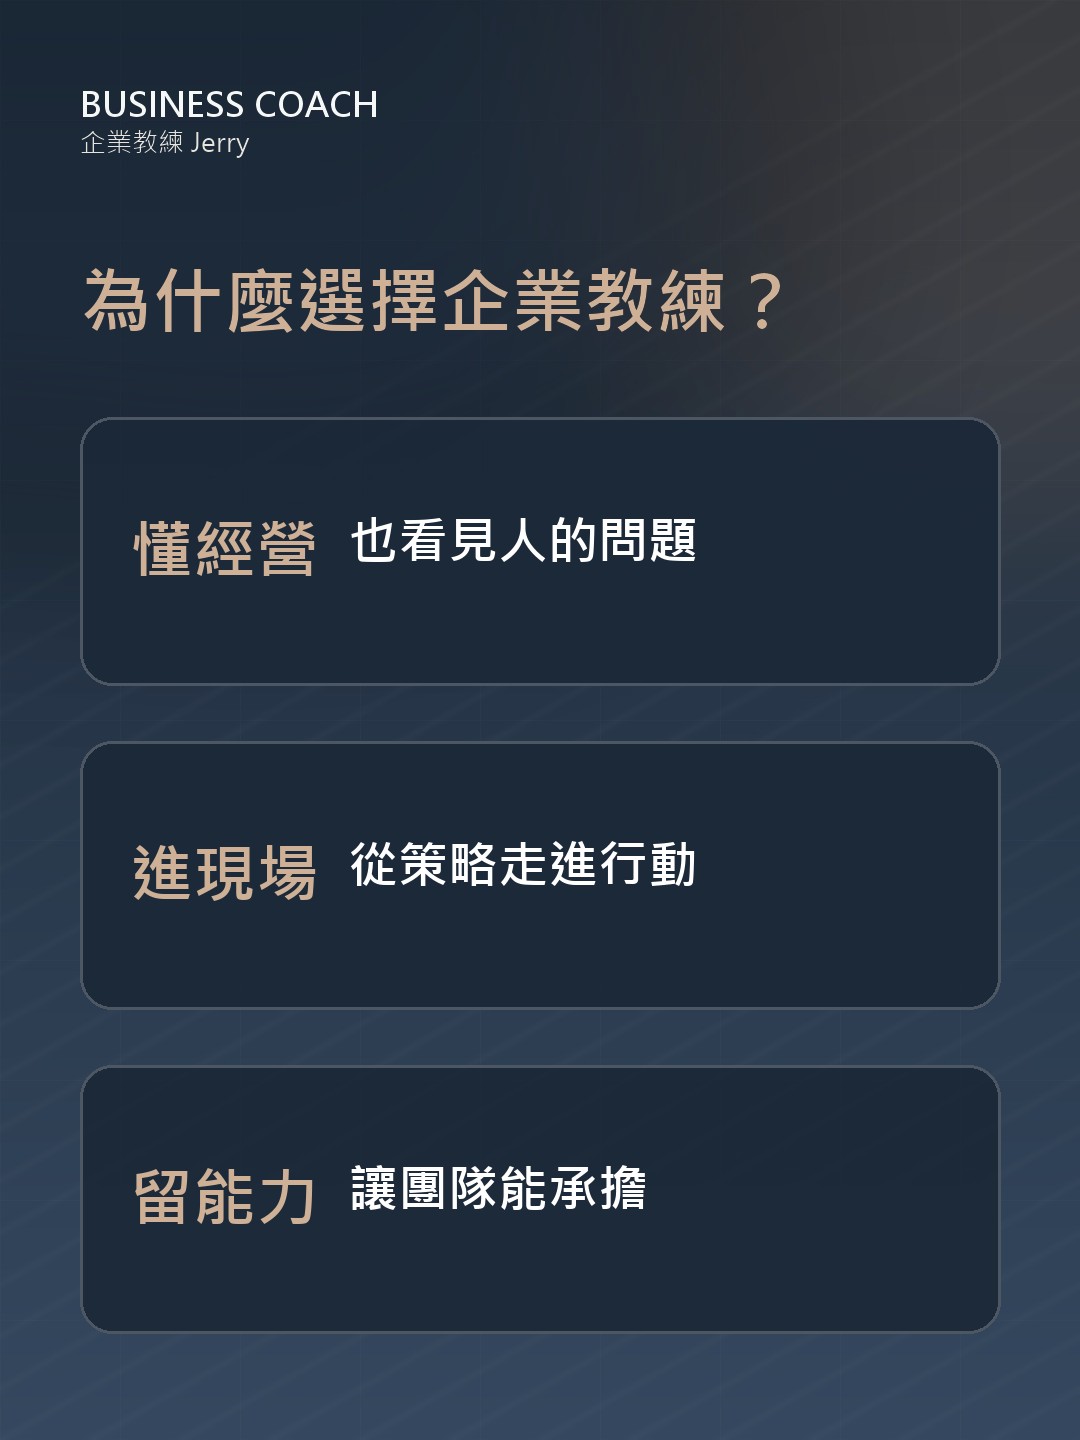 BUSINESS COACH
企業教練 Jerry
為什麼選擇企業教練？
懂經營 也看見人的問題
進現場 從策略走進行動
留能力 讓團隊能承擔